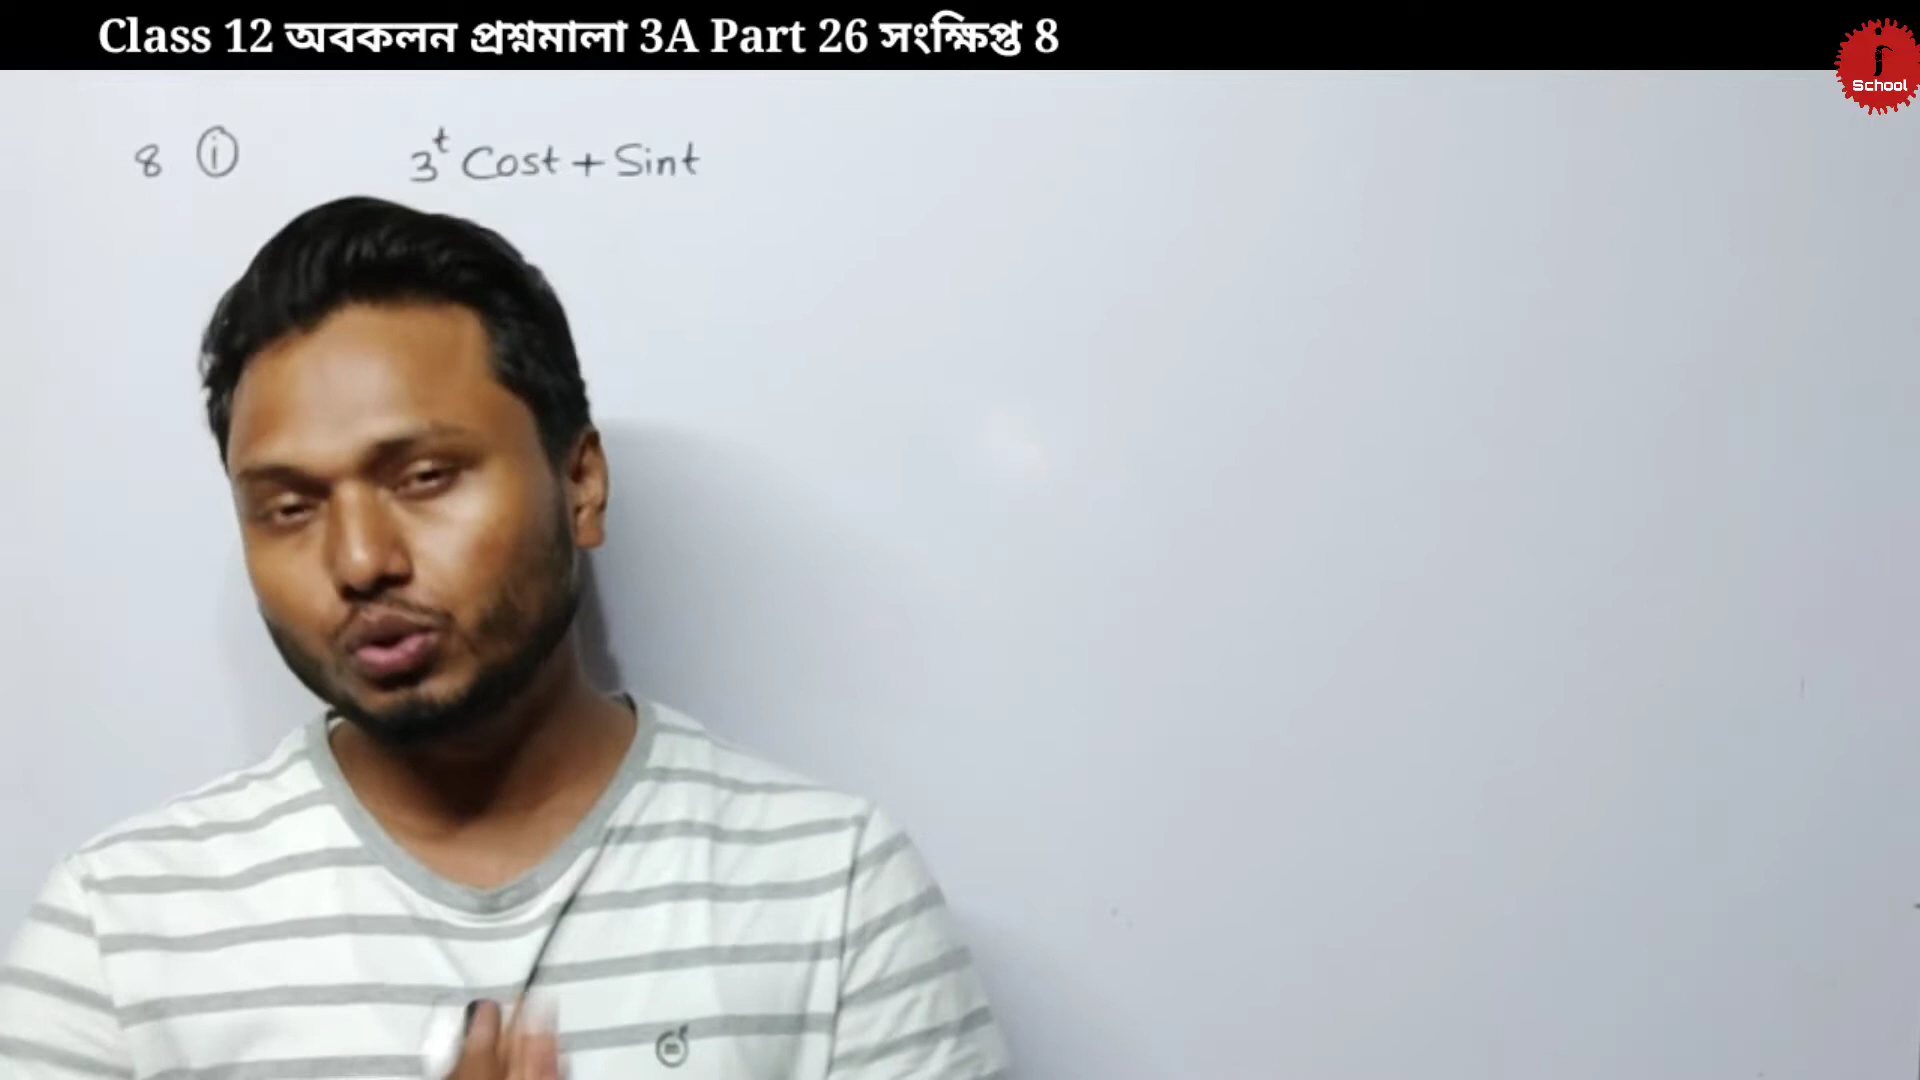 Class 12 অবকলন প্রশ্নমালা 3A Part 26 সংক্ষিপ্ত 8
School
8 (i) 3^t Cost + Sint